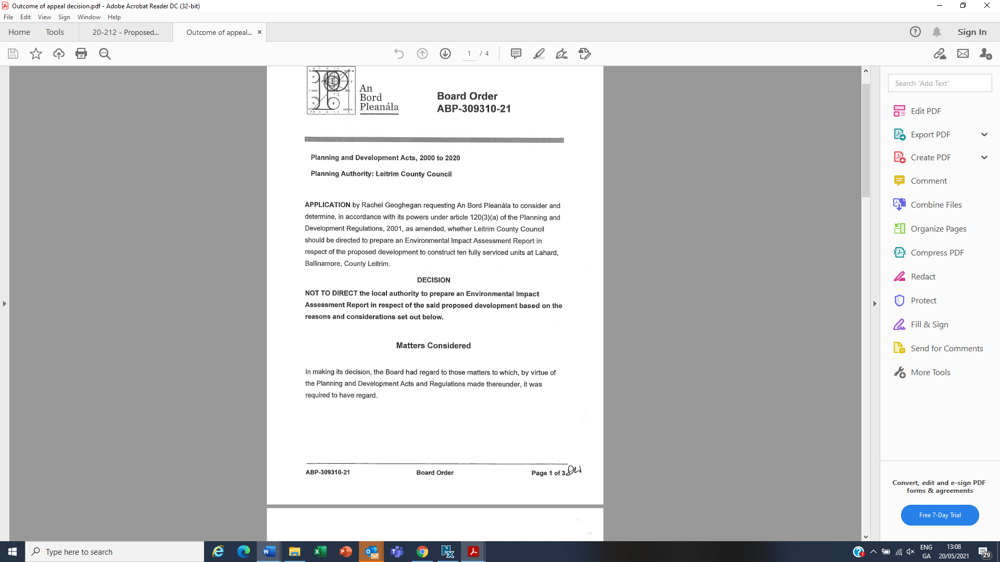 Outcome of appeal decision.pdf - Adobe Acrobat Reader DC (32-bit)
File Edit View Sign Window Help
Home Tools 20-212 - Proposed... Outcome of appeal... Sign In
1 / 4
An
Bord
Pleanála
Board Order
ABP-309310-21
Planning and Development Acts, 2000 to 2020
Planning Authority: Leitrim County Council
APPLICATION by Rachel Geoghegan requesting An Bord Pleanála to consider and
determine, in accordance with its powers under article 120(3)(a) of the Planning and
Development Regulations, 2001, as amended, whether Leitrim County Council
should be directed to prepare an Environmental Impact Assessment Report in
respect of the proposed development to construct ten fully serviced units at Lahard,
Ballinamore, County Leitrim.
DECISION
NOT TO DIRECT the local authority to prepare an Environmental Impact
Assessment Report in respect of the said proposed development based on the
reasons and considerations set out below.
Matters Considered
In making its decision, the Board had regard to those matters to which, by virtue of
the Planning and Development Acts and Regulations made thereunder, it was
required to have regard.
ABP-309310-21 Board Order Page 1 of 3
Search 'Add Text'
Edit PDF
Export PDF
Create PDF
Comment
Combine Files
Organize Pages
Compress PDF
Redact
Protect
Fill & Sign
Send for Comments
More Tools
Convert, edit and e-sign PDF
forms & agreements
Free 7-Day Trial
Type here to search
ENG
GA
13:08
20/05/2021
29